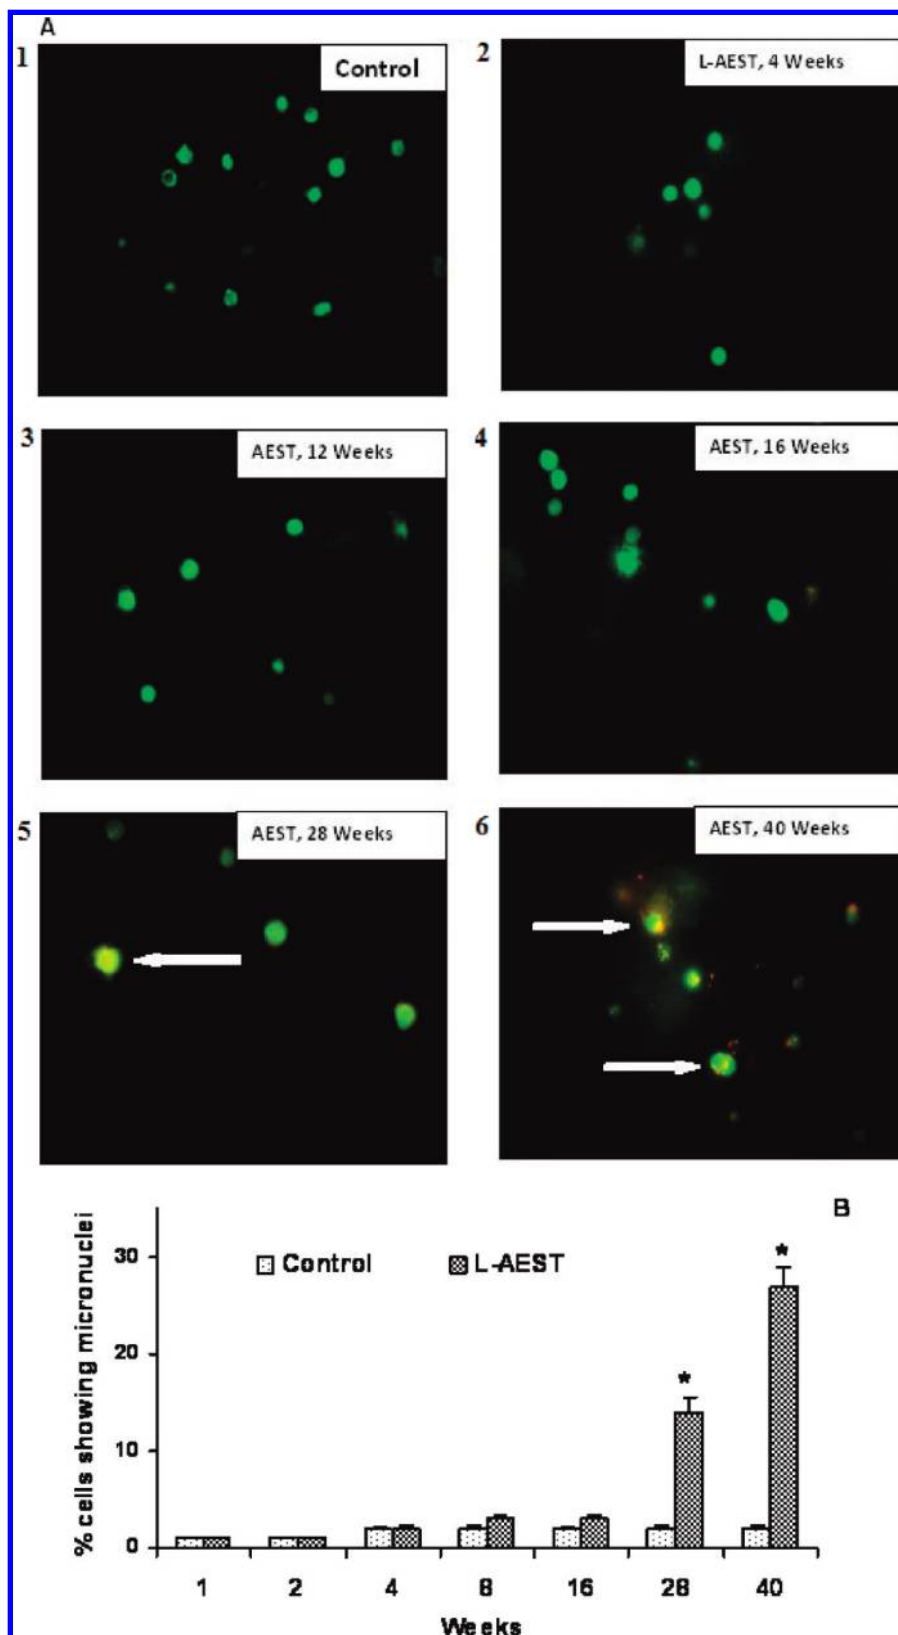 A
1
Control
2
L-AEST, 4 Weeks
3
AEST, 12 Weeks
4
AEST, 16 Weeks
5
AEST, 28 Weeks
6
AEST, 40 Weeks
B
% cells showing micronuclei
Control
L-AEST
30
20
10
0
*
*
1 2 4 8 16 28 40
Weeks